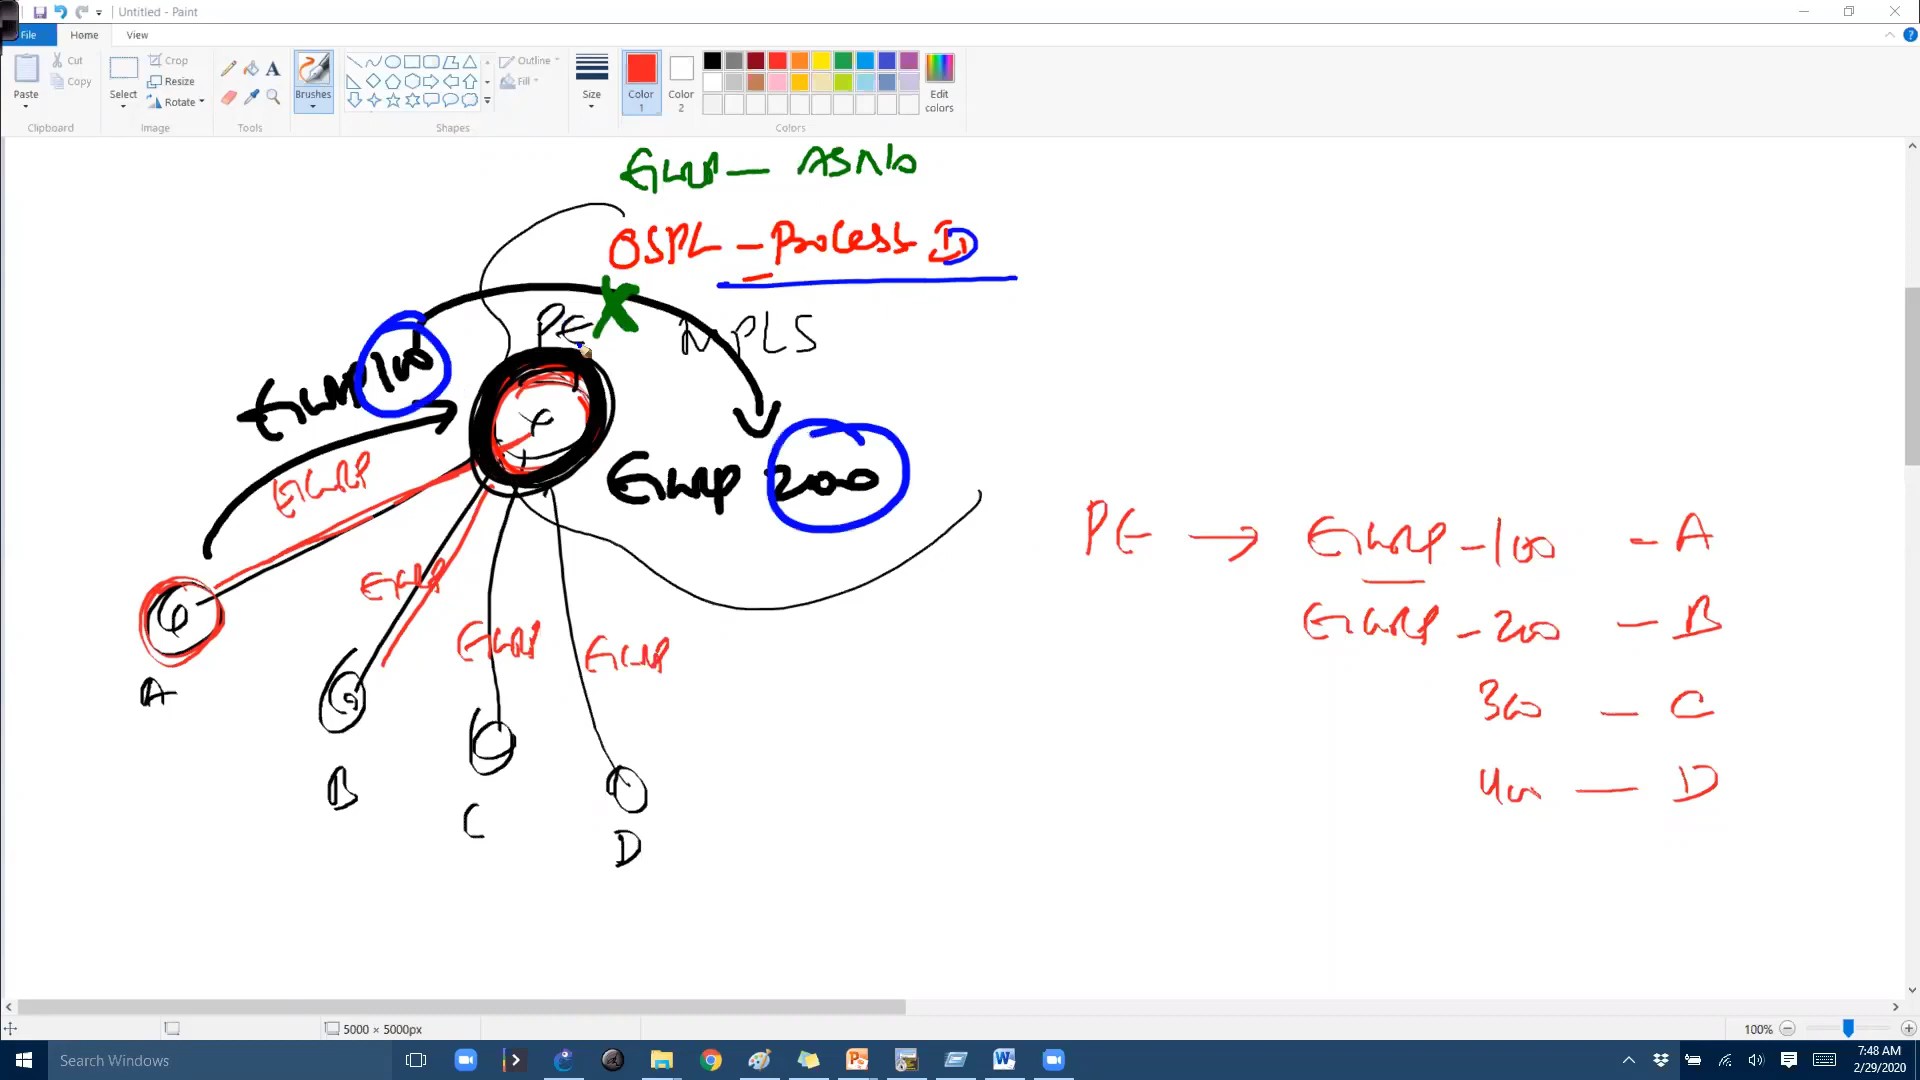 Untitled - Paint
File Home View
Paste
Cut
Copy
Clipboard
Select
Crop
Resize
Rotate
Image
Tools
Brushes
Shapes
Outline
Fill
Size
Color 1
Color 2
Colors
Edit colors
EIGRP — ASNo
OSPF - Process ID
PE
MPLS
EIGRP 100
EIGRP 200
EIGRP
EIGRP
EIGRP
EIGRP
A
B
C
D
PE → EIGRP - 100 - A
EIGRP - 200 - B
300 - C
400 - D
5000 × 5000px
100%
Search Windows
7:48 AM
2/29/2020